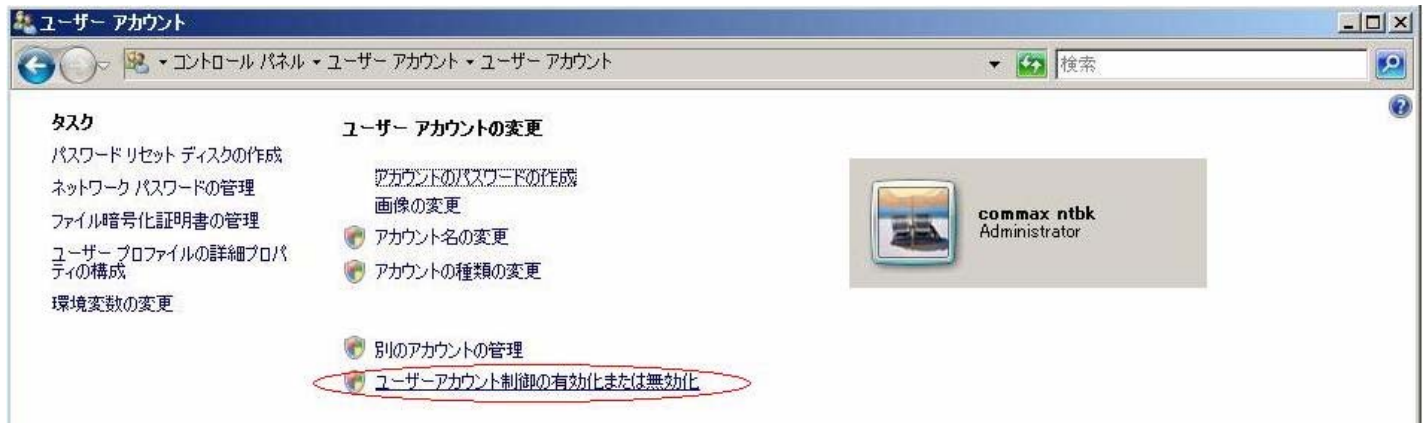 ユーザー アカウント
コントロール パネル ▾ ユーザー アカウント ▾ ユーザー アカウント
検索
タスク
パスワード リセット ディスクの作成
ネットワーク パスワードの管理
ファイル暗号化証明書の管理
ユーザー プロファイルの詳細プロパ
ティの構成
環境変数の変更
ユーザー アカウントの変更
アカウントのパスワードの作成
画像の変更
アカウント名の変更
アカウントの種類の変更
別のアカウントの管理
ユーザーアカウント制御の有効化または無効化
commax ntbk
Administrator